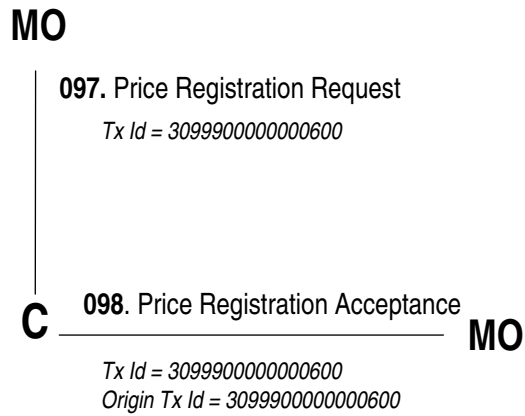 MO
097. Price Registration Request
Tx Id = 3099900000000600
098. Price Registration Acceptance
C
MO
Tx Id = 3099900000000600
Origin Tx Id = 3099900000000600